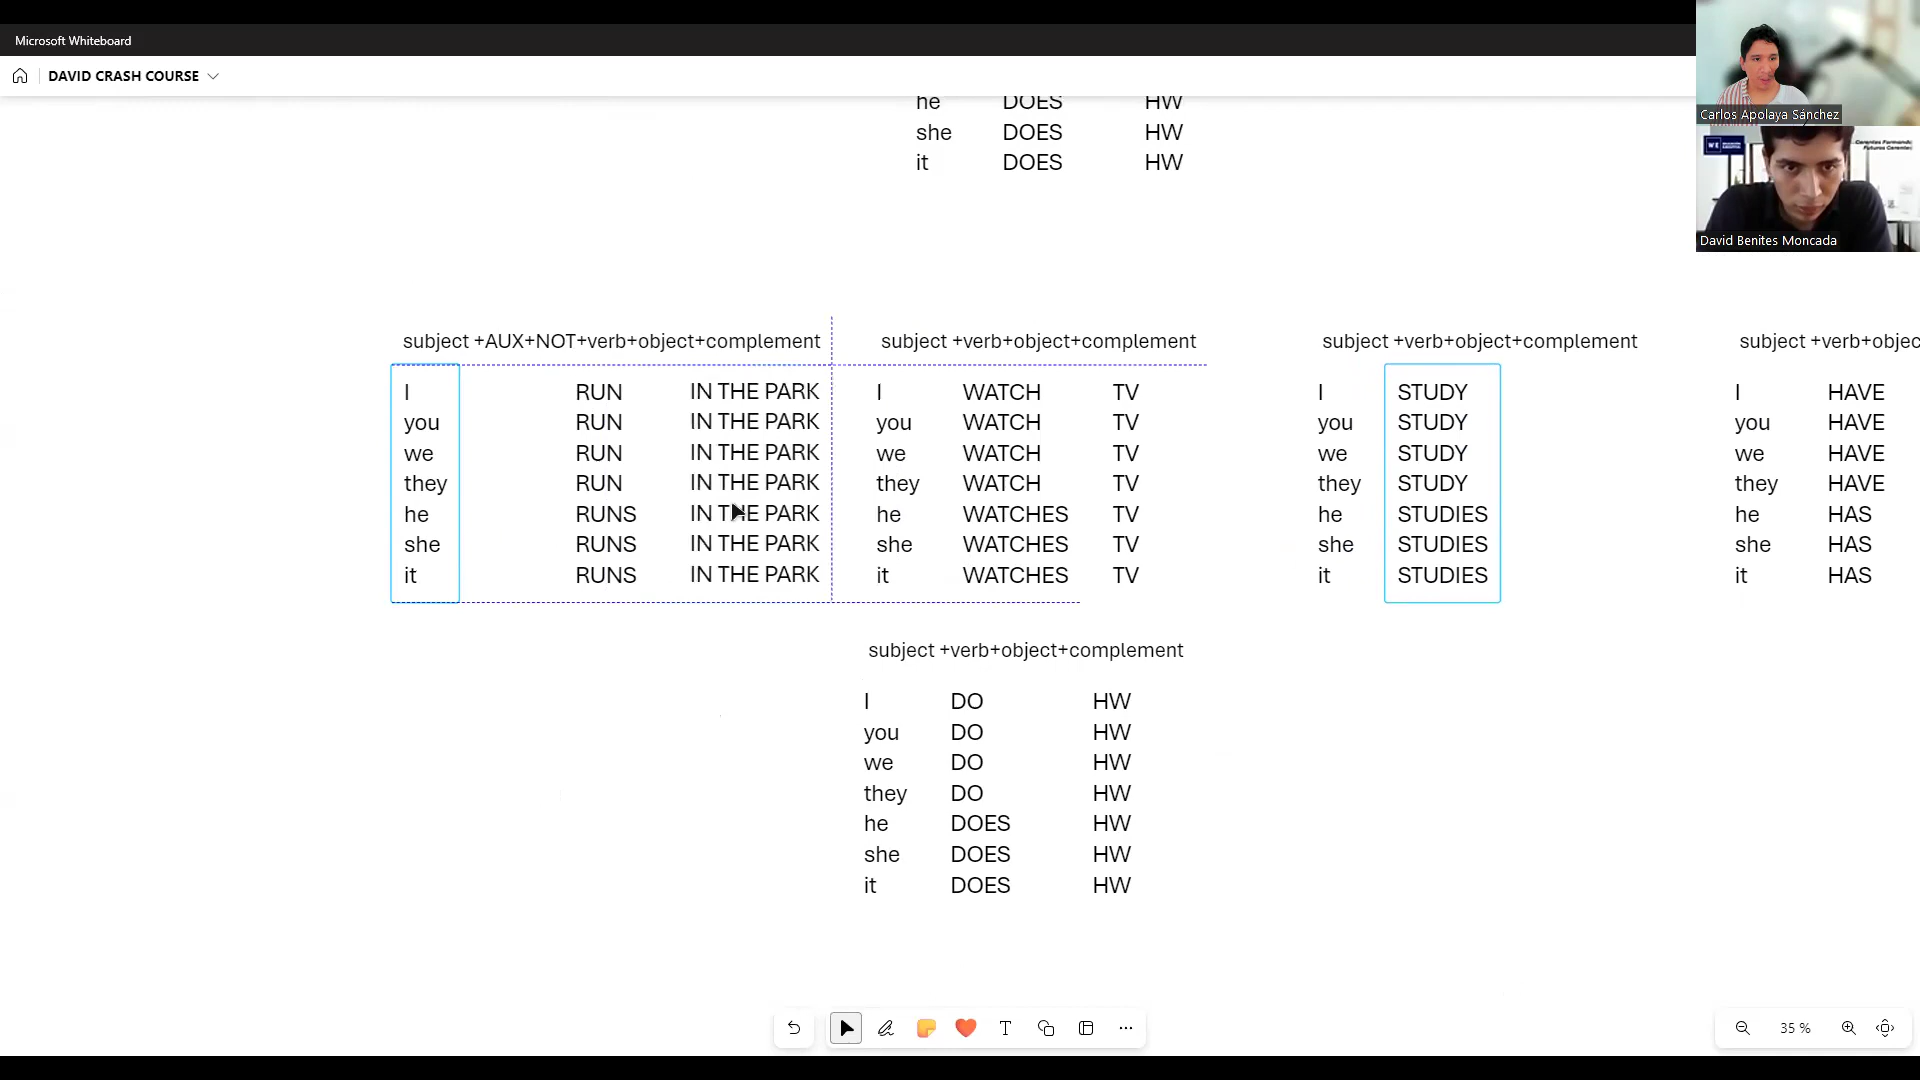 Microsoft Whiteboard
DAVID CRASH COURSE
Carlos Apolaya Sánchez
WE
Gerentes Formando
Futuros Gerentes
David Benites Moncada
he DOES HW
she DOES HW
it DOES HW
subject +AUX+NOT+verb+object+complement
I RUN IN THE PARK
you RUN IN THE PARK
we RUN IN THE PARK
they RUN IN THE PARK
he RUNS IN THE PARK
she RUNS IN THE PARK
it RUNS IN THE PARK
subject +verb+object+complement
I WATCH TV
you WATCH TV
we WATCH TV
they WATCH TV
he WATCHES TV
she WATCHES TV
it WATCHES TV
subject +verb+object+complement
I STUDY
you STUDY
we STUDY
they STUDY
he STUDIES
she STUDIES
it STUDIES
subject +verb+objec
I HAVE
you HAVE
we HAVE
they HAVE
he HAS
she HAS
it HAS
subject +verb+object+complement
I DO HW
you DO HW
we DO HW
they DO HW
he DOES HW
she DOES HW
it DOES HW
35 %